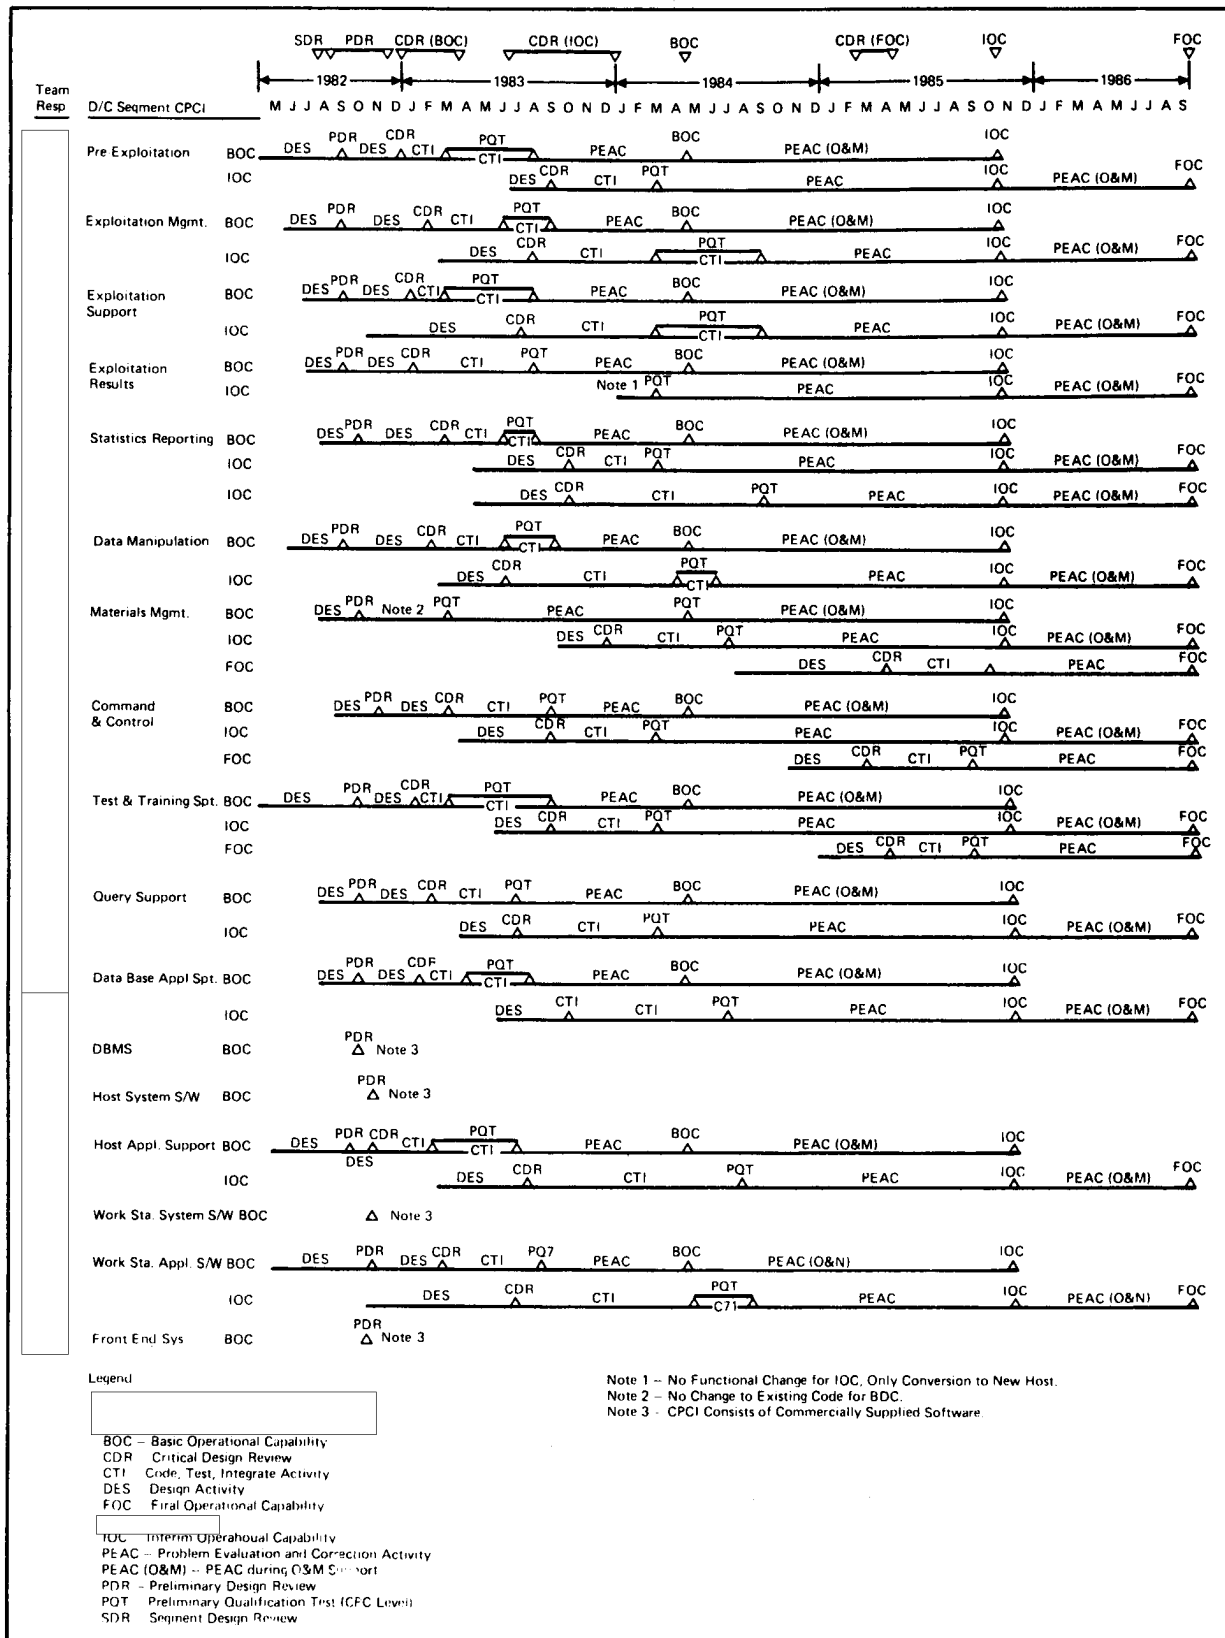 SDR PDR CDR (BOC) CDR (IOC) BOC CDR (FOC) IOC FOC
1982 1983 1984 1985 1986
Team
Resp D/C Segment CPCI M J J A S O N D J F M A M J J A S O N D J F M A M J J A S O N D J F M A M J J A S O N D J F M A M J J A S
Pre Exploitation BOC DES PDR DES CDR CTI PQT CTI PEAC BOC PEAC (O&M) IOC
IOC DES CDR CTI PQT PEAC IOC PEAC (O&M) FOC
Exploitation Mgmt. BOC DES PDR DES CDR CTI PQT CTI PEAC BOC PEAC (O&M) IOC
IOC DES CDR CTI PQT CTI PEAC IOC PEAC (O&M) FOC
Exploitation
Support BOC DES PDR DES CDR CTI PQT CTI PEAC BOC PEAC (O&M) IOC
IOC DES CDR CTI PQT CTI PEAC IOC PEAC (O&M) FOC
Exploitation
Results BOC DES PDR DES CDR CTI PQT PEAC BOC PEAC (O&M) IOC
IOC Note 1 PQT PEAC IOC PEAC (O&M) FOC
Statistics Reporting BOC DES PDR DES CDR CTI PQT CTI PEAC BOC PEAC (O&M) IOC
IOC DES CDR CTI PQT PEAC IOC PEAC (O&M) FOC
IOC DES CDR CTI PQT PEAC IOC PEAC (O&M) FOC
Data Manipulation BOC DES PDR DES CDR CTI PQT CTI PEAC BOC PEAC (O&M) IOC
IOC DES CDR CTI PQT CTI PEAC IOC PEAC (O&M) FOC
Materials Mgmt. BOC DES PDR Note 2 PQT PEAC PQT PEAC (O&M) IOC
IOC DES CDR CTI PQT PEAC IOC PEAC (O&M) FOC
FOC DES CDR CTI PEAC FOC
Command
& Control BOC DES PDR DES CDR CTI PQT PEAC BOC PEAC (O&M) IOC
IOC DES CDR CTI PQT PEAC IOC PEAC (O&M) FOC
FOC DES CDR CTI PQT PEAC FOC
Test & Training Spt. BOC DES PDR DES CDR CTI PQT CTI PEAC BOC PEAC (O&M) IOC
IOC DES CDR CTI PQT PEAC IOC PEAC (O&M) FOC
FOC DES CDR CTI PQT PEAC FOC
Query Support BOC DES PDR DES CDR CTI PQT PEAC BOC PEAC (O&M) IOC
IOC DES CDR CTI PQT PEAC IOC PEAC (O&M) FOC
Data Base Appl Spt. BOC DES PDR DES CDF CTI PQT CTI PEAC BOC PEAC (O&M) IOC
IOC DES CTI CTI PQT PEAC IOC PEAC (O&M) FOC
DBMS BOC PDR Note 3
Host System S/W BOC PDR Note 3
Host Appl. Support BOC DES PDR CDR DES CTI PQT CTI PEAC BOC PEAC (O&M) IOC
IOC DES CDR CTI PQT PEAC IOC PEAC (O&M) FOC
Work Sta. System S/W BOC Note 3
Work Sta. Appl. S/W BOC DES PDR DES CDR CTI PQ7 PEAC BOC PEAC (O&N) IOC
IOC DES CDR CTI PQT C71 PEAC IOC PEAC (O&N) FOC
Front End Sys BOC PDR Note 3
Legend
Note 1 – No Functional Change for IOC, Only Conversion to New Host.
Note 2 – No Change to Existing Code for BDC.
Note 3 - CPCI Consists of Commercially Supplied Software.
BOC – Basic Operational Capability
CDR Critical Design Review
CTI Code, Test, Integrate Activity
DES Design Activity
FOC Firal Operational Capability
IOC Interim Operahoual Capability
PEAC – Problem Evaluation and Correction Activity
PEAC (O&M) – PEAC during O&M
PDR – Preliminary Design Review
PQT Preliminary Qualification Test (CFC Level)
SDR Segment Design Review